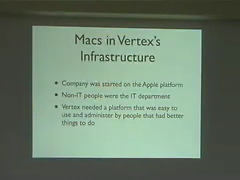 Macs in Vertex's
Infrastructure
• Company was started on the Apple platform
• Non-IT people were the IT department
• Vertex needed a platform that was easy to
use and administer by people that had better
things to do